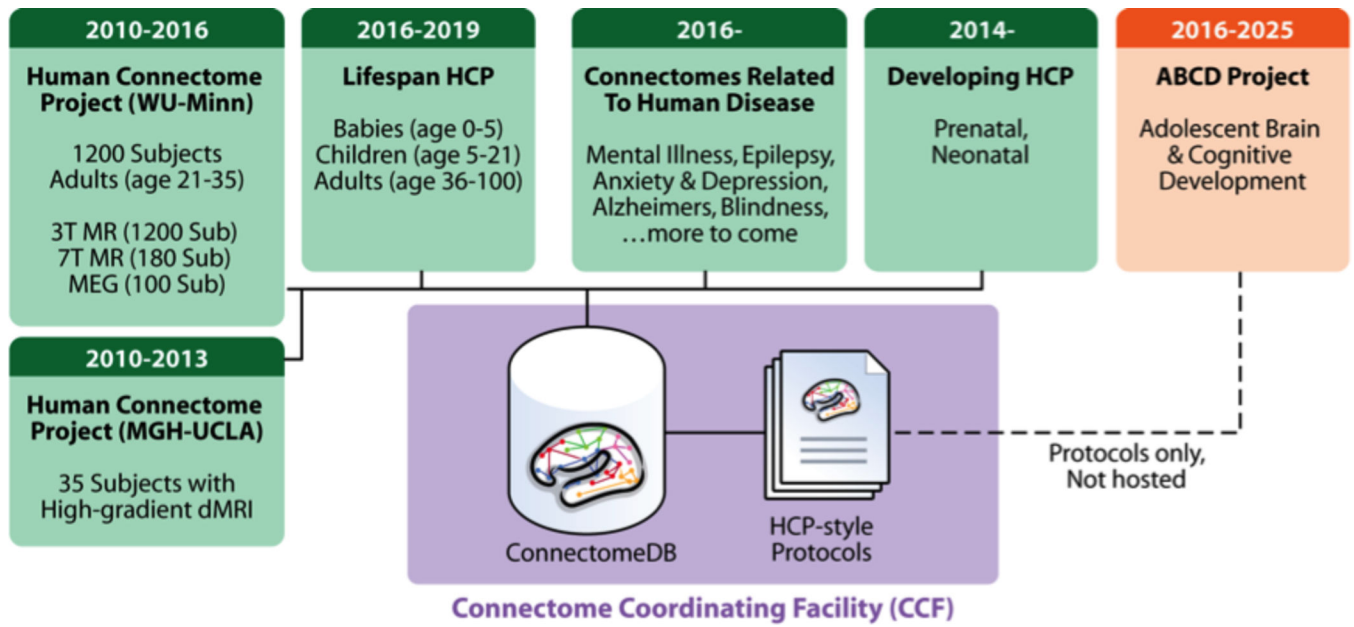 2010-2016
Human Connectome
Project (WU-Minn)
1200 Subjects
Adults (age 21-35)
3T MR (1200 Sub)
7T MR (180 Sub)
MEG (100 Sub)
2010-2013
Human Connectome
Project (MGH-UCLA)
35 Subjects with
High-gradient dMRI
2016-2019
Lifespan HCP
Babies (age 0-5)
Children (age 5-21)
Adults (age 36-100)
2016-
Connectomes Related
To Human Disease
Mental Illness, Epilepsy,
Anxiety & Depression,
Alzheimers, Blindness,
...more to come
2014-
Developing HCP
Prenatal,
Neonatal
2016-2025
ABCD Project
Adolescent Brain
& Cognitive
Development
ConnectomeDB
HCP-style
Protocols
Protocols only,
Not hosted
Connectome Coordinating Facility (CCF)